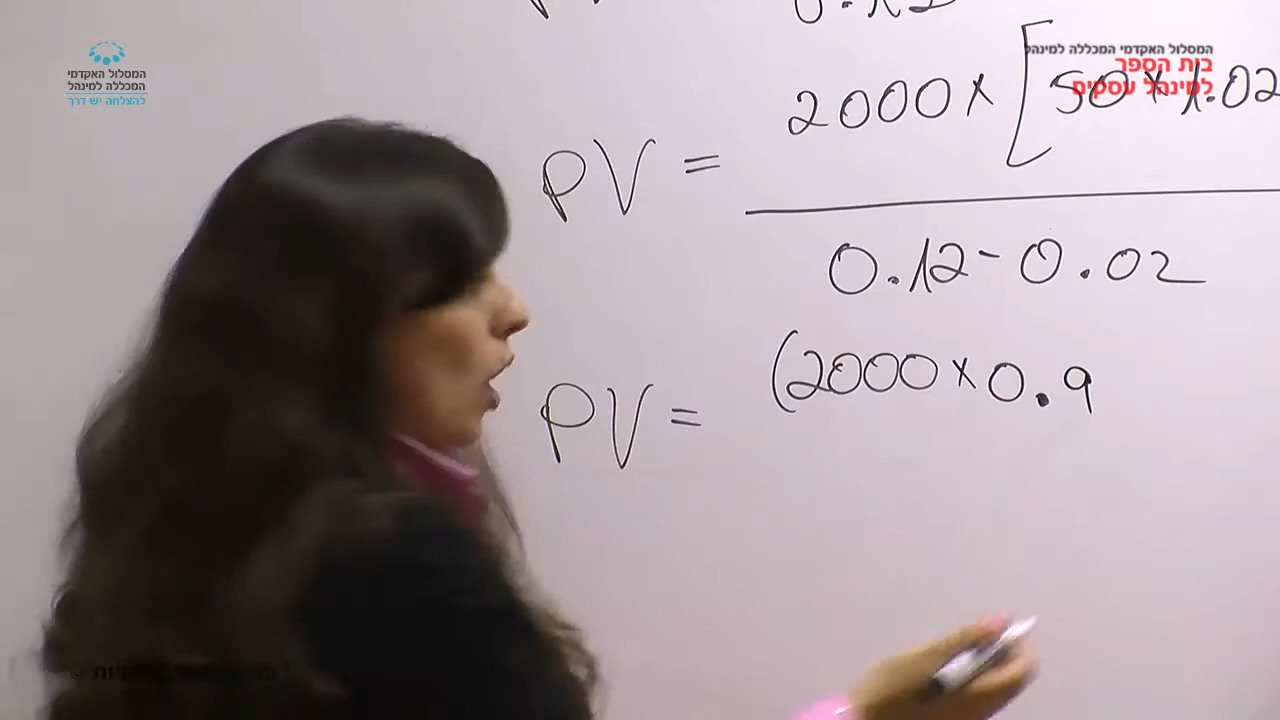 המסלול האקדמי
המכללה למינהל
להצלחה יש דרך
המסלול האקדמי המכללה למינהל
בית הספר
למינהל עסקים
PV = 2000 × [50 × 1.02
0.12 - 0.02
PV = (2000 × 0.9